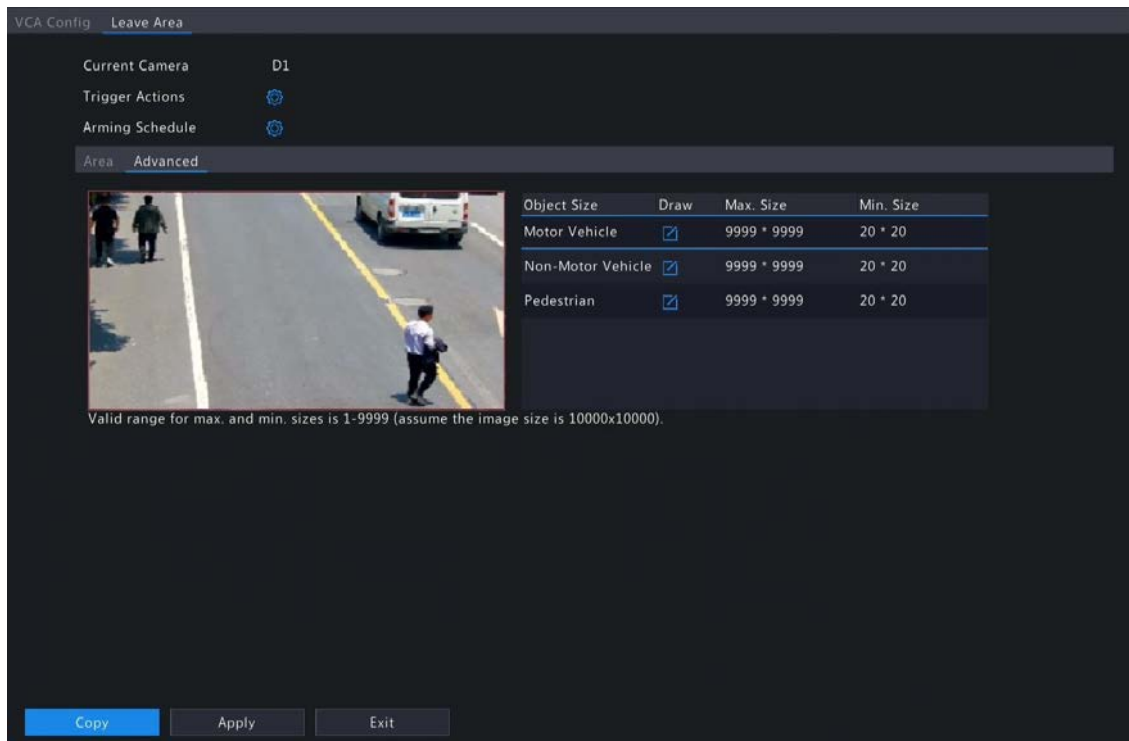 VCA Config Leave Area
Current Camera D1
Trigger Actions
Arming Schedule
Area Advanced
Object Size Draw Max. Size Min. Size
Motor Vehicle 9999 * 9999 20 * 20
Non-Motor Vehicle 9999 * 9999 20 * 20
Pedestrian 9999 * 9999 20 * 20
Valid range for max. and min. sizes is 1-9999 (assume the image size is 10000x10000).
Copy Apply Exit